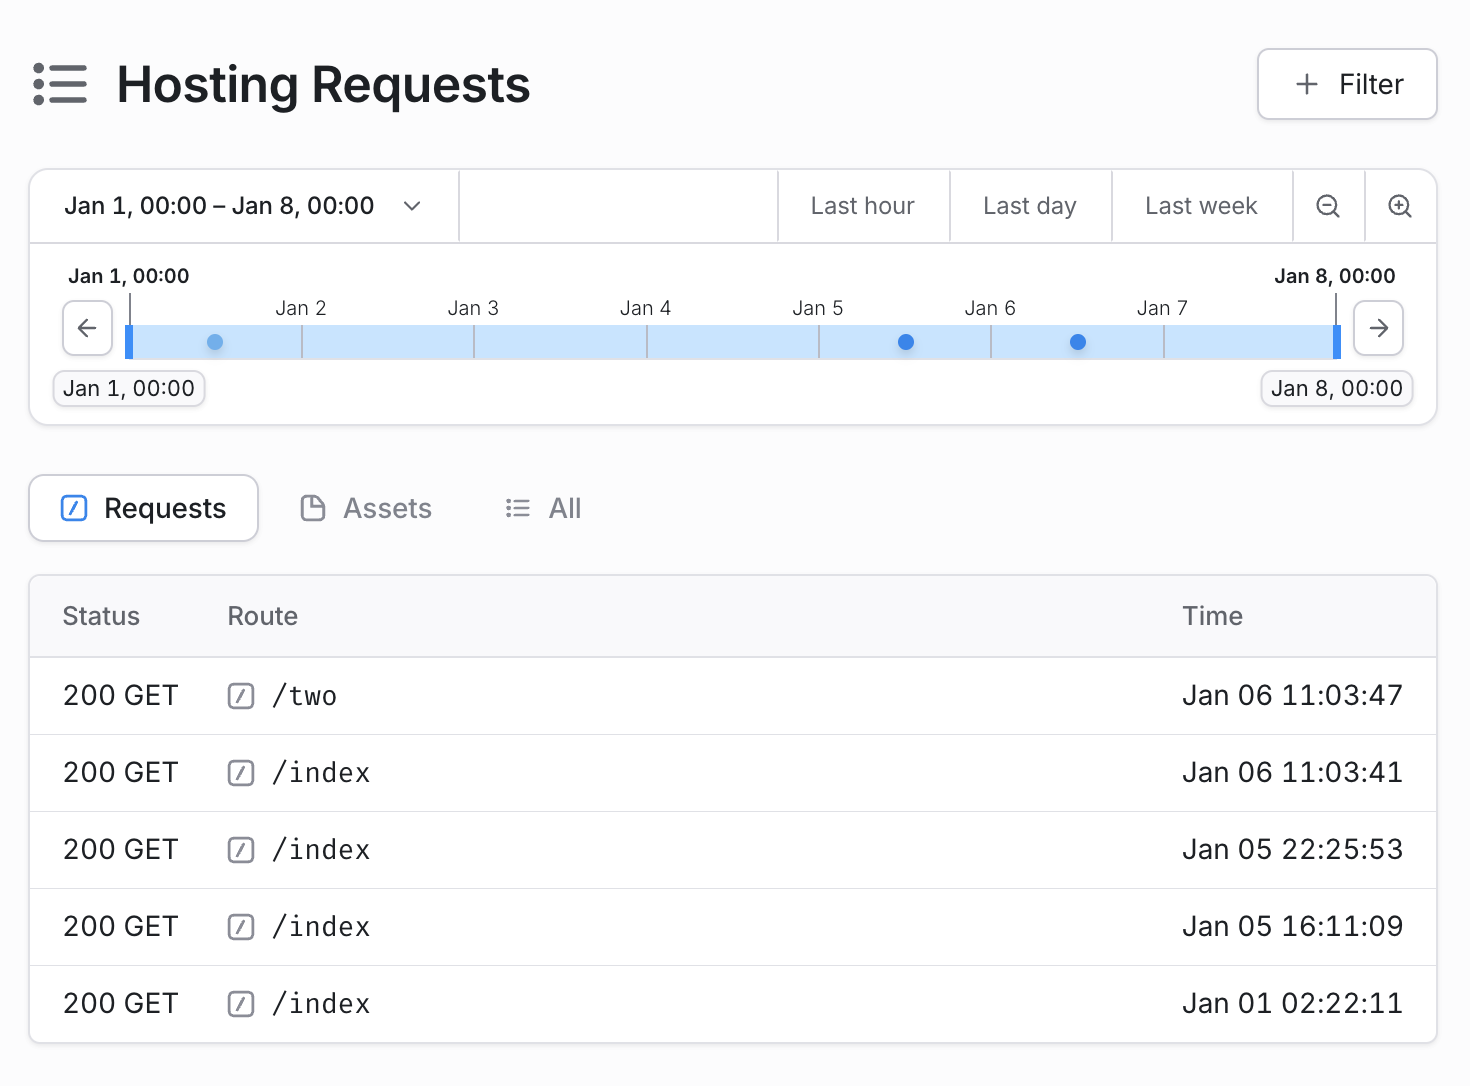 Hosting Requests
Filter
Jan 1, 00:00 – Jan 8, 00:00
Last hour
Last day
Last week
Jan 1, 00:00
Jan 8, 00:00
Jan 2
Jan 3
Jan 4
Jan 5
Jan 6
Jan 7
Jan 1, 00:00
Jan 8, 00:00
Requests
Assets
All
Status Route Time
200 GET /two Jan 06 11:03:47
200 GET /index Jan 06 11:03:41
200 GET /index Jan 05 22:25:53
200 GET /index Jan 05 16:11:09
200 GET /index Jan 01 02:22:11